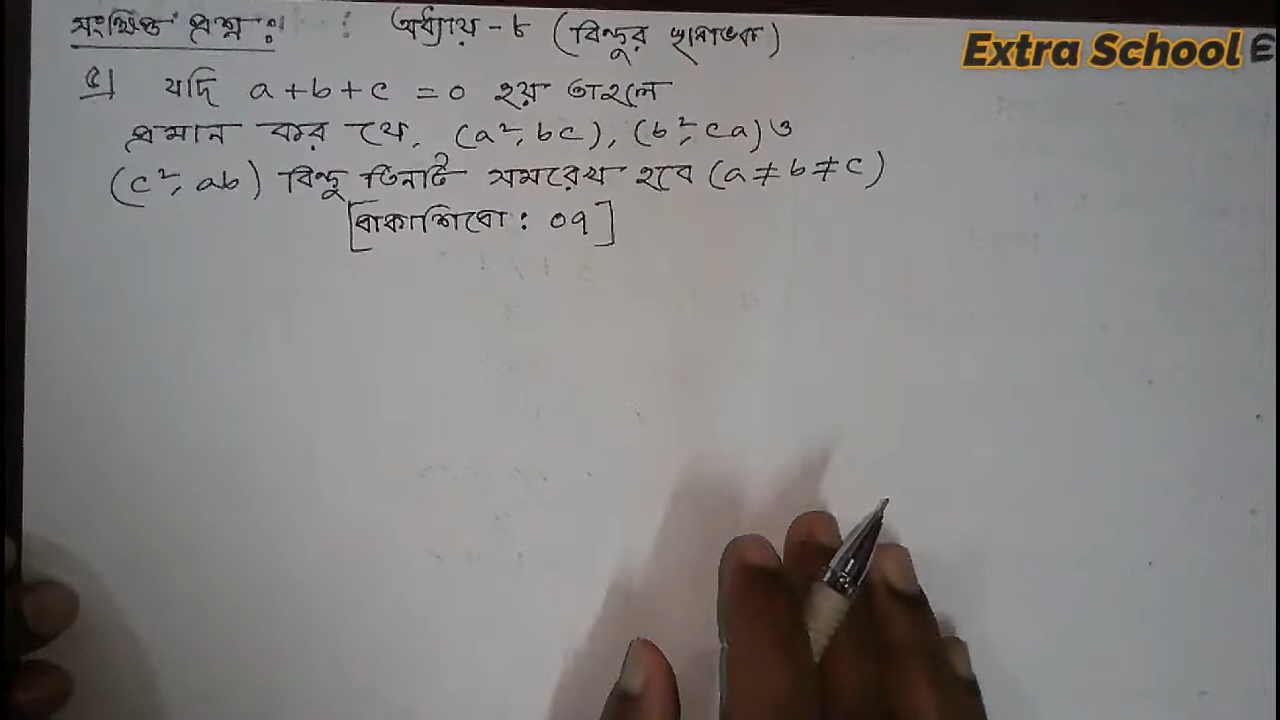 সংক্ষিপ্ত প্রশ্ন : অধ্যায় - ৮ (বিন্দুর স্থানাঙ্ক)
Extra School E
৫| যদি a + b + c = 0 হয় তাহলে
প্রমান কর যে, (a², bc), (b², ca) ও
(c², ab) বিন্দু তিনটি সমরেখ হবে (a ≠ b ≠ c)
[বাকাশিবো : ০৭]